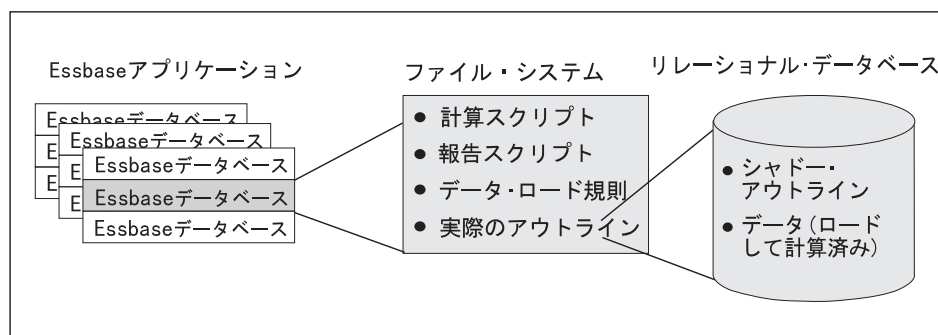 Essbaseアプリケーション
Essbaseデータベース
Essbaseデータベース
Essbaseデータベース
Essbaseデータベース
Essbaseデータベース
ファイル・システム
● 計算スクリプト
● 報告スクリプト
● データ・ロード規則
● 実際のアウトライン
リレーショナル・データベース
● シャドー・
アウトライン
● データ(ロード
して計算済み)